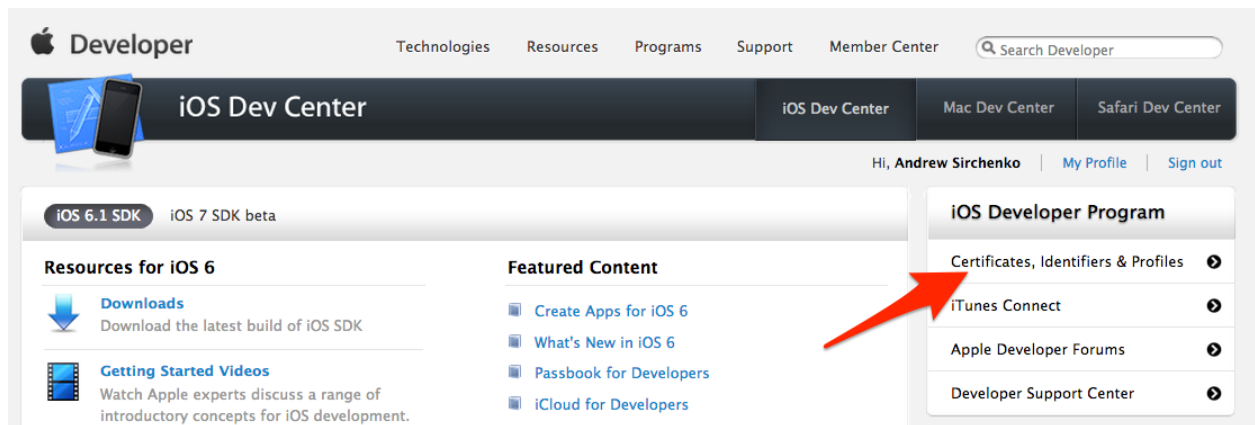 Developer
Technologies Resources Programs Support Member Center Search Developer
iOS Dev Center
iOS Dev Center Mac Dev Center Safari Dev Center
Hi, Andrew Sirchenko My Profile Sign out
iOS 6.1 SDK iOS 7 SDK beta
Resources for iOS 6
Downloads
Download the latest build of iOS SDK
Getting Started Videos
Watch Apple experts discuss a range of
introductory concepts for iOS development.
Featured Content
Create Apps for iOS 6
What's New in iOS 6
Passbook for Developers
iCloud for Developers
iOS Developer Program
Certificates, Identifiers & Profiles
iTunes Connect
Apple Developer Forums
Developer Support Center